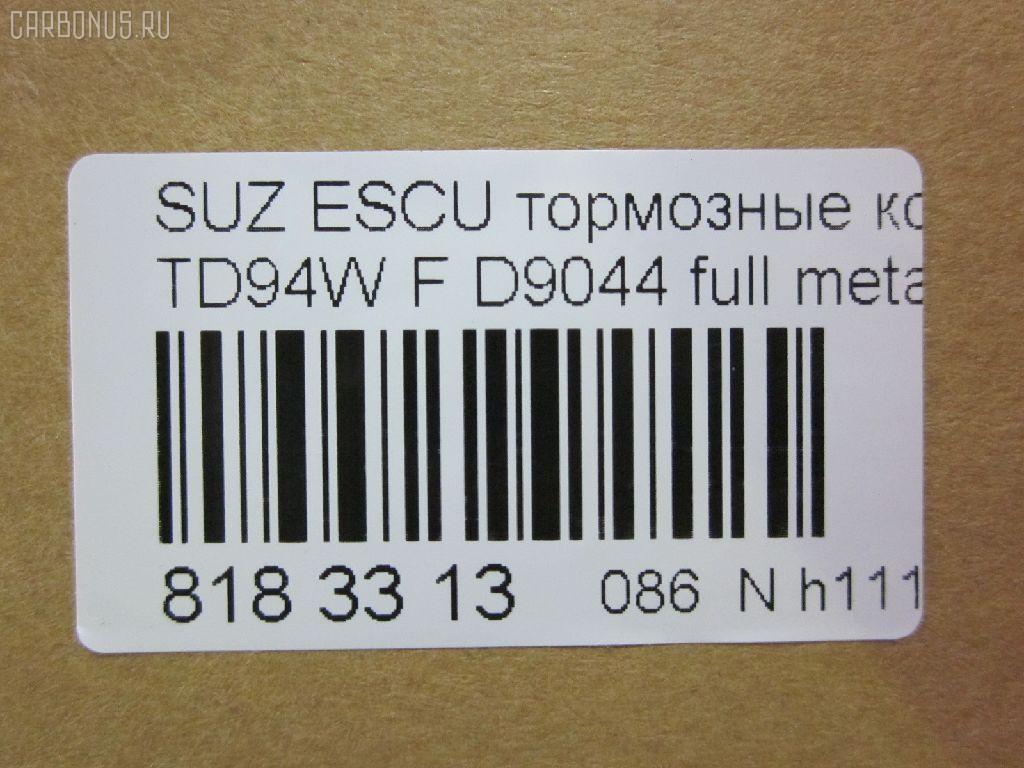 CARBONUS.RU
SUZ ESCU тормозные ко
TD94W F D9044 full meta
818 33 13 086 N h111